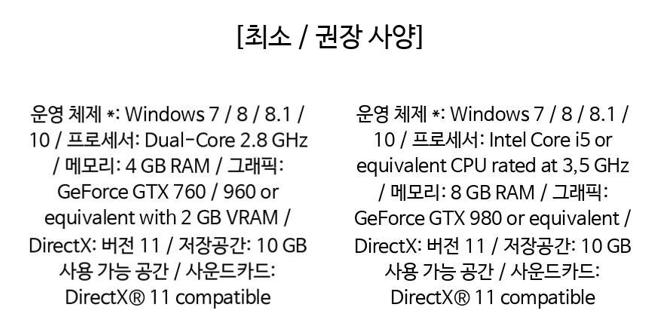 [최소 / 권장 사양]
운영 체제 *: Windows 7 / 8 / 8.1 /
10 / 프로세서: Dual-Core 2.8 GHz
/ 메모리: 4 GB RAM / 그래픽:
GeForce GTX 760 / 960 or
equivalent with 2 GB VRAM /
DirectX: 버전 11 / 저장공간: 10 GB
사용 가능 공간 / 사운드카드:
DirectX® 11 compatible
운영 체제 *: Windows 7 / 8 / 8.1 /
10 / 프로세서: Intel Core i5 or
equivalent CPU rated at 3,5 GHz
/ 메모리: 8 GB RAM / 그래픽:
GeForce GTX 980 or equivalent /
DirectX: 버전 11 / 저장공간: 10 GB
사용 가능 공간 / 사운드카드:
DirectX® 11 compatible